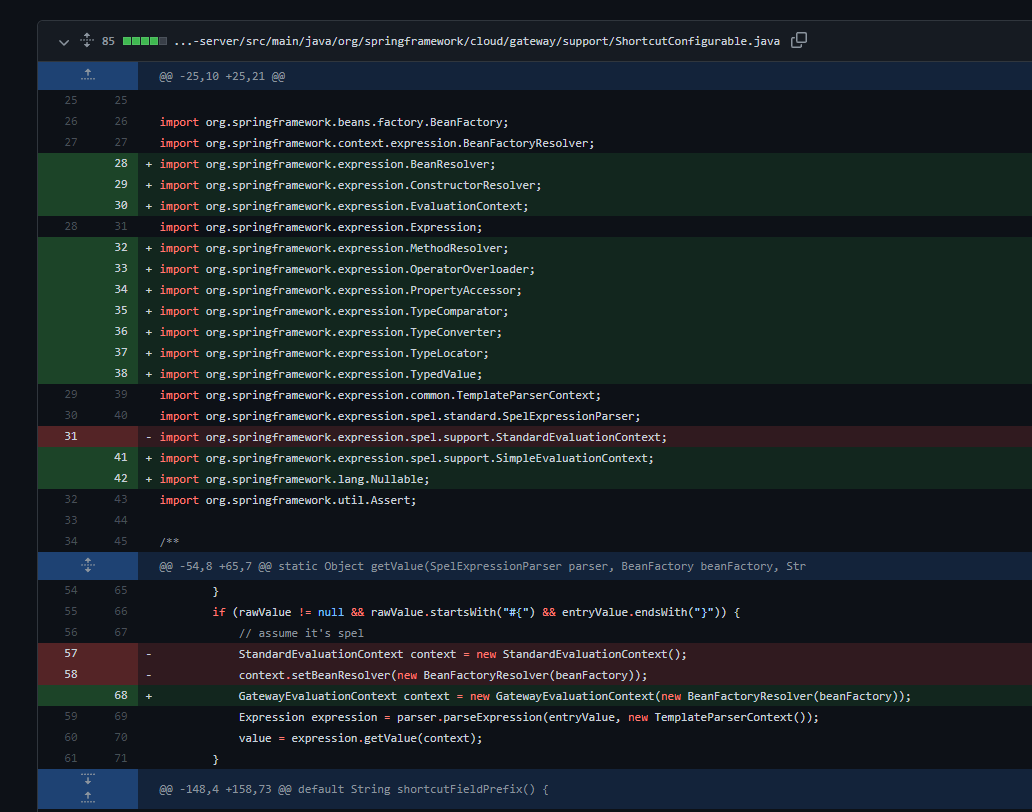 85 ...-server/src/main/java/org/springframework/cloud/gateway/support/ShortcutConfigurable.java
@@ -25,10 +25,21 @@
25 25
26 26 import org.springframework.beans.factory.BeanFactory;
27 27 import org.springframework.context.expression.BeanFactoryResolver;
28 + import org.springframework.expression.BeanResolver;
29 + import org.springframework.expression.ConstructorResolver;
30 + import org.springframework.expression.EvaluationContext;
28 31 import org.springframework.expression.Expression;
32 + import org.springframework.expression.MethodResolver;
33 + import org.springframework.expression.OperatorOverloader;
34 + import org.springframework.expression.PropertyAccessor;
35 + import org.springframework.expression.TypeComparator;
36 + import org.springframework.expression.TypeConverter;
37 + import org.springframework.expression.TypeLocator;
38 + import org.springframework.expression.TypedValue;
29 39 import org.springframework.expression.common.TemplateParserContext;
30 40 import org.springframework.expression.spel.standard.SpelExpressionParser;
31 - import org.springframework.expression.spel.support.StandardEvaluationContext;
41 + import org.springframework.expression.spel.support.SimpleEvaluationContext;
42 + import org.springframework.lang.Nullable;
32 43 import org.springframework.util.Assert;
33 44
34 45 /**
@@ -54,8 +65,7 @@ static Object getValue(SpelExpressionParser parser, BeanFactory beanFactory, Str
54 65 }
55 66 if (rawValue != null && rawValue.startsWith("#{") && entryValue.endsWith("}")) {
56 67 // assume it's spel
57 - StandardEvaluationContext context = new StandardEvaluationContext();
58 - context.setBeanResolver(new BeanFactoryResolver(beanFactory));
68 + GatewayEvaluationContext context = new GatewayEvaluationContext(new BeanFactoryResolver(beanFactory));
59 69 Expression expression = parser.parseExpression(entryValue, new TemplateParserContext());
60 70 value = expression.getValue(context);
61 71 }
@@ -148,4 +158,73 @@ default String shortcutFieldPrefix() {